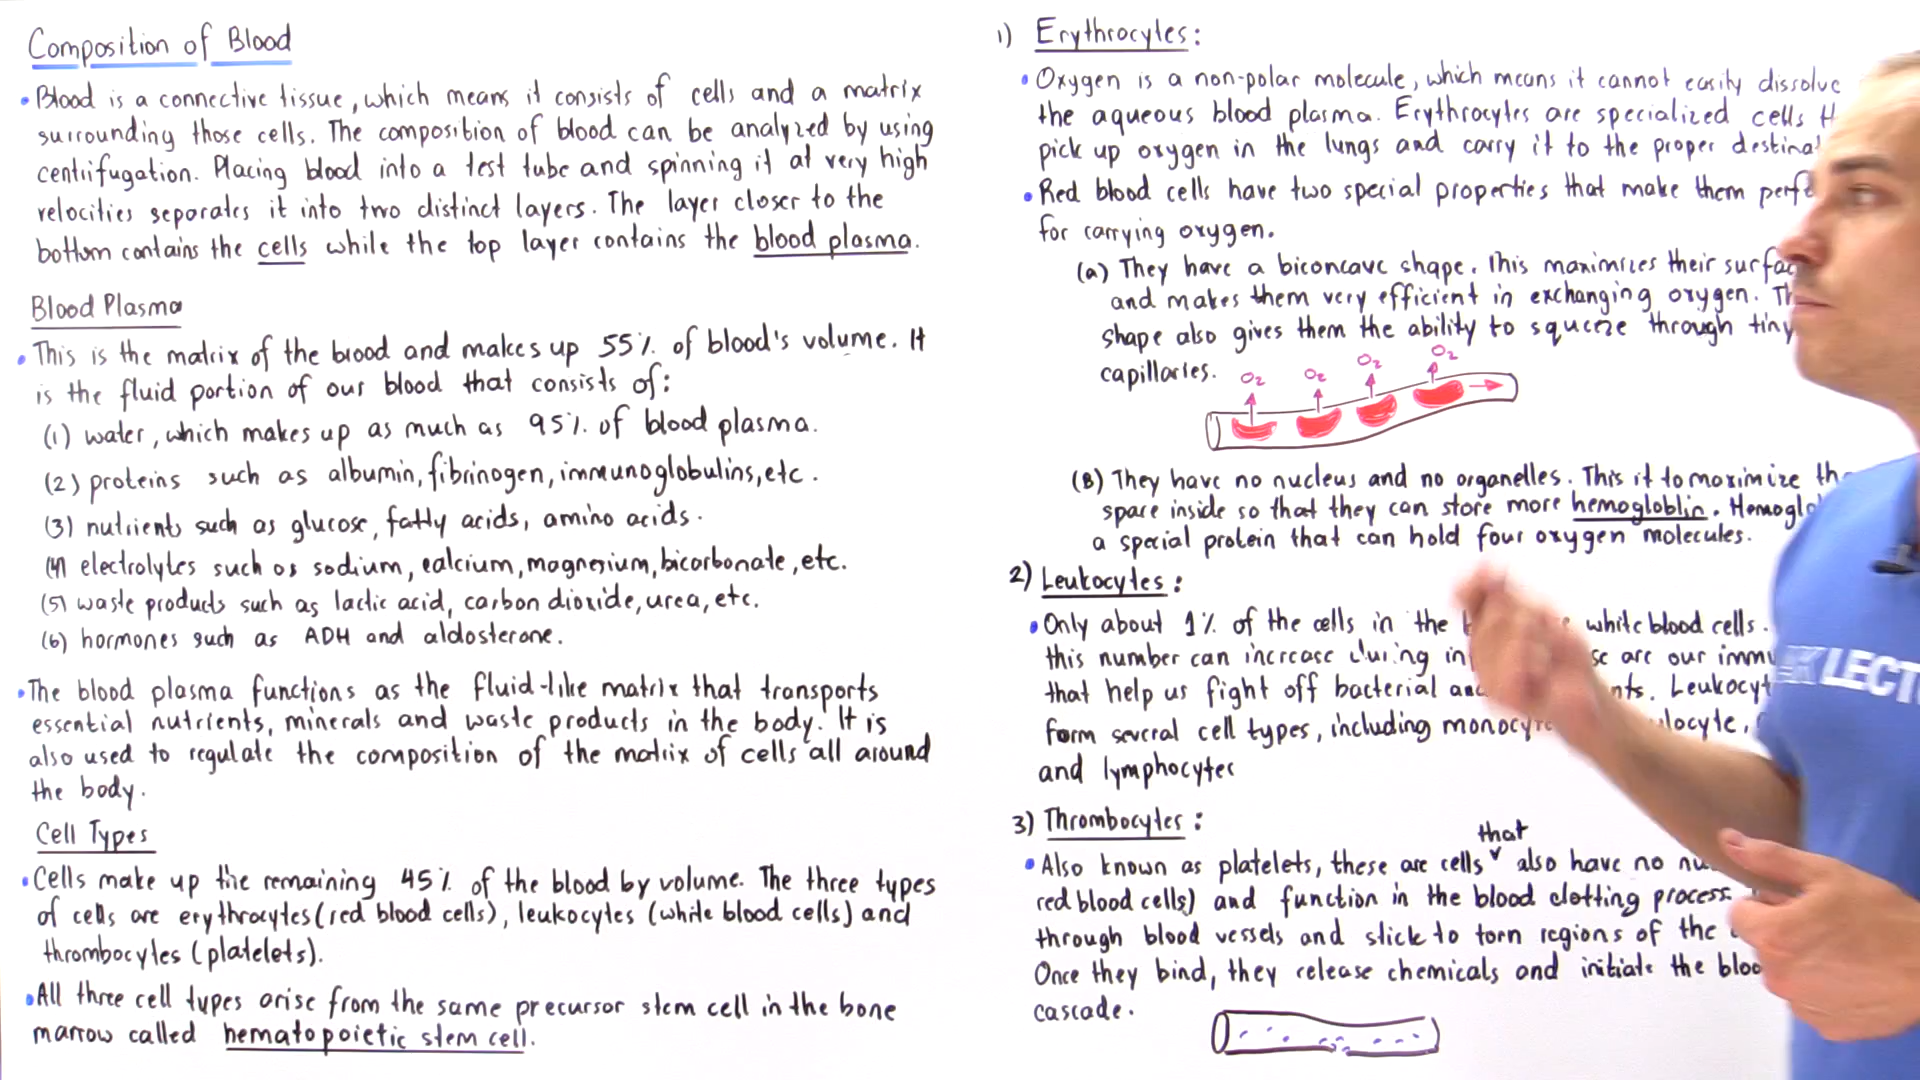 Composition of Blood
• Blood is a connective tissue, which means it consists of cells and a matrix
surrounding those cells. The composition of blood can be analyzed by using
centrifugation. Placing blood into a test tube and spinning it at very high
velocities separates it into two distinct layers. The layer closer to the
bottom contains the cells while the top layer contains the blood plasma.
Blood Plasma
• This is the matrix of the blood and makes up 55% of blood's volume. It
is the fluid portion of our blood that consists of:
(1) water, which makes up as much as 95% of blood plasma.
(2) proteins such as albumin, fibrinogen, immunoglobulins, etc.
(3) nutrients such as glucose, fatty acids, amino acids.
(4) electrolytes such as sodium, calcium, magnesium, bicarbonate, etc.
(5) waste products such as lactic acid, carbon dioxide, urea, etc.
(6) hormones such as ADH and aldosterone.
• The blood plasma functions as the fluid-like matrix that transports
essential nutrients, minerals and waste products in the body. It is
also used to regulate the composition of the matrix of cells all around
the body.
Cell Types
• Cells make up the remaining 45% of the blood by volume. The three types
of cells are erythrocytes (red blood cells), leukocytes (white blood cells) and
thrombocytes (platelets).
• All three cell types arise from the same precursor stem cell in the bone
marrow called hematopoietic stem cell.
1) Erythrocytes:
• Oxygen is a non-polar molecule, which means it cannot easily dissolve
the aqueous blood plasma. Erythrocytes are specialized cells
pick up oxygen in the lungs and carry it to the proper
• Red blood cells have two special properties that make them
for carrying oxygen.
(a) They have a biconcave shape. This maximizes their
and makes them very efficient in exchanging oxygen.
shape also gives them the ability to squeeze through tiny
capillaries.
O2 O2 O2 O2
(B) They have no nucleus and no organelles. This it to maximize
space inside so that they can store more hemogloblin.
a special protein that can hold four oxygen molecules.
2) Leukocytes:
• Only about 1% of the cells in the white blood cells.
this number can increase during are our
that help us fight off bacterial
form several cell types, including
and lymphocytes
3) Thrombocytes:
that
• Also known as platelets, these are cells ˅ also have no
red blood cells) and function in the blood clotting process.
through blood vessels and stick to torn regions of the
Once they bind, they release chemicals and initiate the
cascade.
LECT